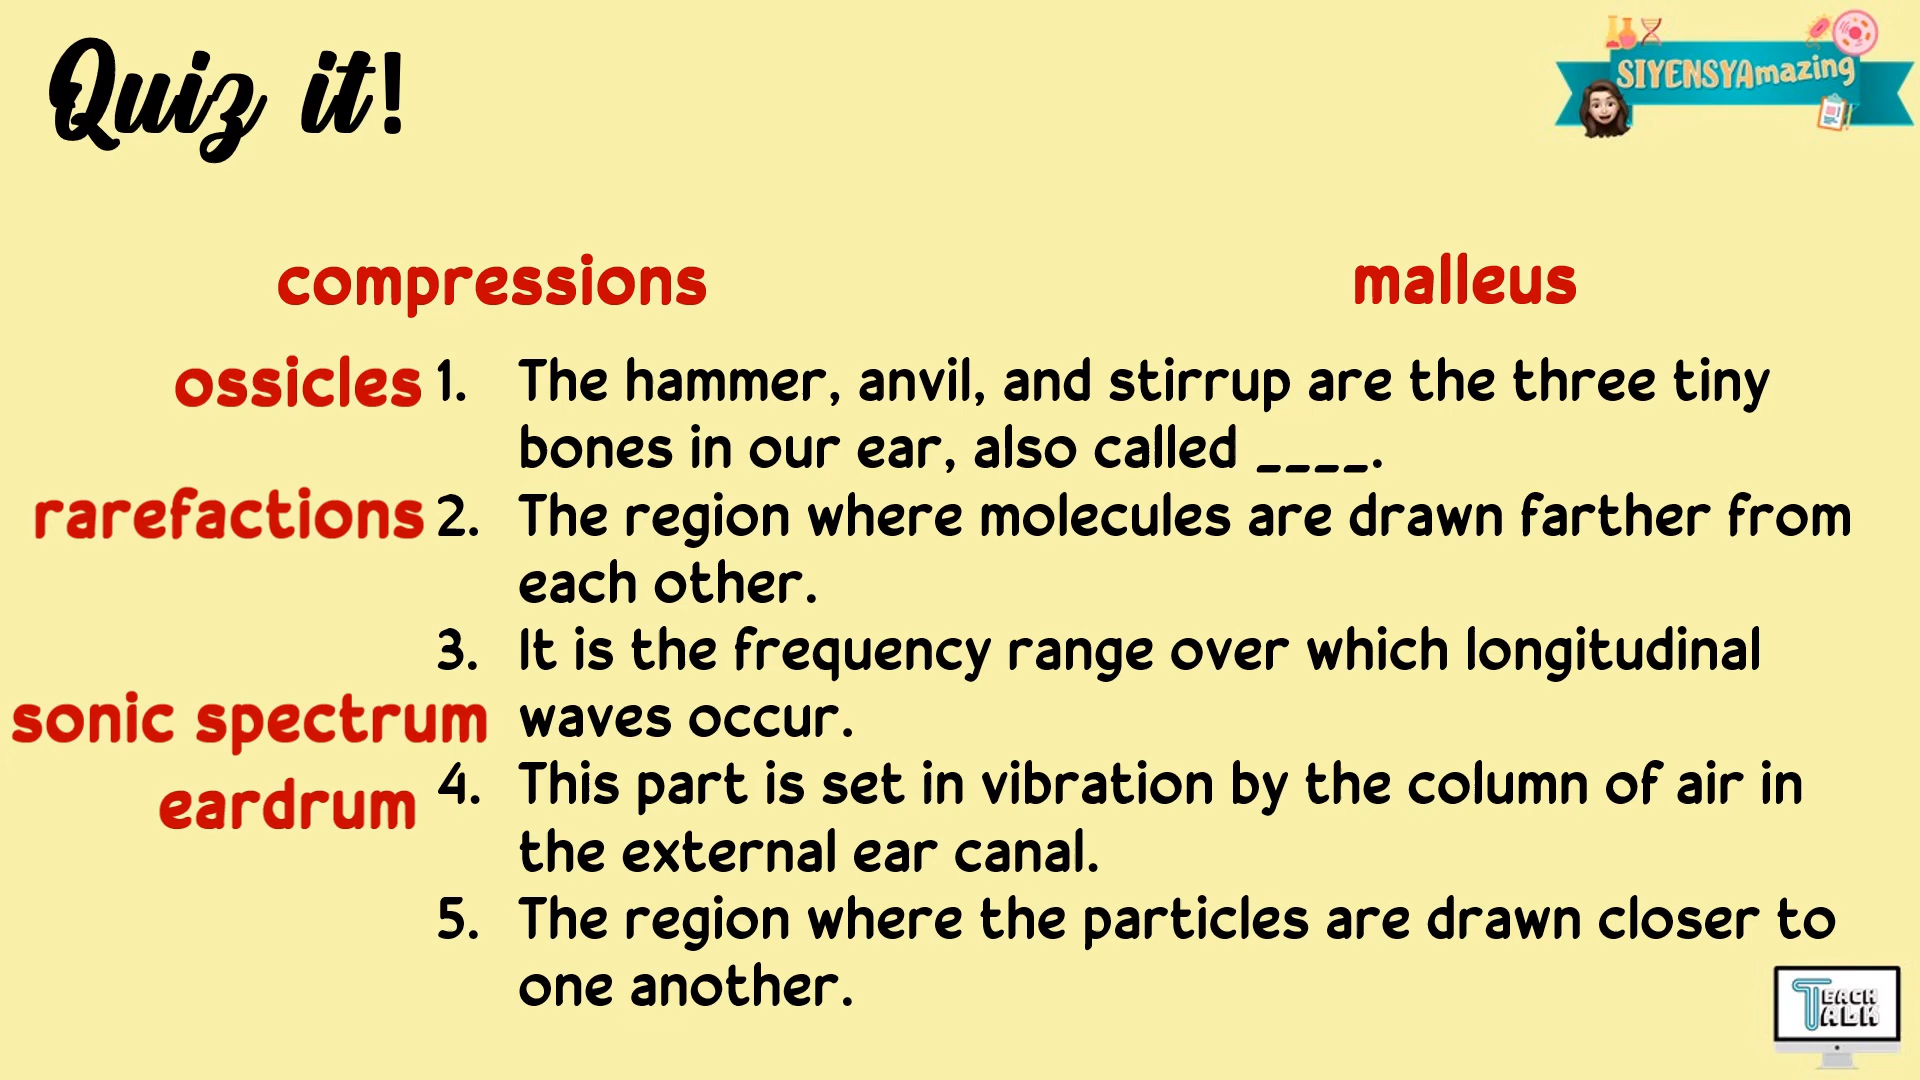 Quiz it!
SIYENSYAmazing
compressions
malleus
ossicles 1. The hammer, anvil, and stirrup are the three tiny
bones in our ear, also called ____.
rarefactions 2. The region where molecules are drawn farther from
each other.
3. It is the frequency range over which longitudinal
sonic spectrum waves occur.
eardrum 4. This part is set in vibration by the column of air in
the external ear canal.
5. The region where the particles are drawn closer to
one another.
TEACH
TALK